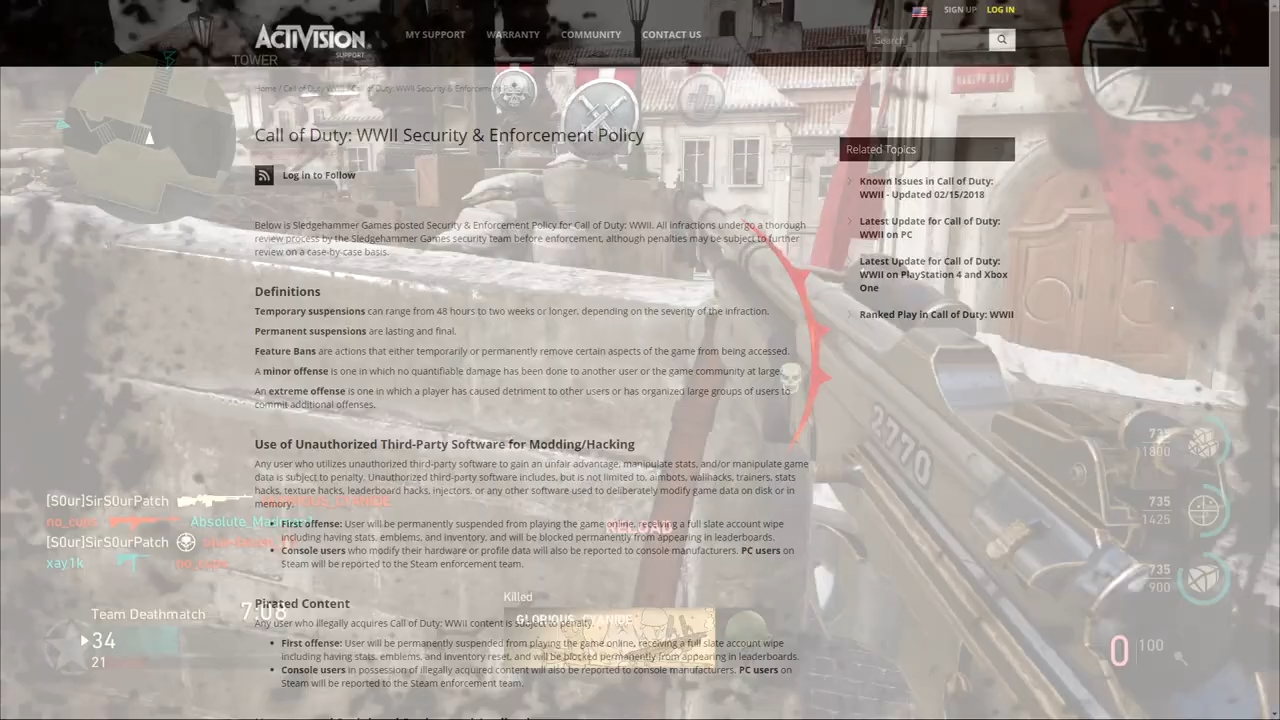 SIGN UP LOG IN
ACTIVISION
SUPPORT
MY SUPPORT WARRANTY COMMUNITY CONTACT US
Search
TOWER
Home / Call of Duty: WWII / Call of Duty: WWII Security & Enforcement
Call of Duty: WWII Security & Enforcement Policy
Log in to Follow
Below is Sledgehammer Games posted Security & Enforcement Policy for Call of Duty: WWII. All infractions undergo a thorough
review process by the Sledgehammer Games security team before enforcement, although penalties may be subject to further
review on a case-by-case basis.
Definitions
Temporary suspensions can range from 48 hours to two weeks or longer, depending on the severity of the infraction.
Permanent suspensions are lasting and final.
Feature Bans are actions that either temporarily or permanently remove certain aspects of the game from being accessed.
A minor offense is one in which no quantifiable damage has been done to another user or the game community at large.
An extreme offense is one in which a player has caused detriment to other users or has organized large groups of users to
commit additional offenses.
Use of Unauthorized Third-Party Software for Modding/Hacking
Any user who utilizes unauthorized third-party software to gain an unfair advantage, manipulate stats, and/or manipulate game
data is subject to penalty. Unauthorized third-party software includes, but is not limited to, aimbots, wallhacks, trainers, stats
hacks, texture hacks, leaderboard hacks, injectors, or any other software used to deliberately modify game data on disk or in
memory.
First offense: User will be permanently suspended from playing the game online, receiving a full slate account wipe
including having stats, emblems, and inventory, and will be blocked permanently from appearing in leaderboards.
Console users who modify their hardware or profile data will also be reported to console manufacturers. PC users on
Steam will be reported to the Steam enforcement team.
Pirated Content
Any user who illegally acquires Call of Duty: WWII content is subject to penalty.
First offense: User will be permanently suspended from playing the game online, receiving a full slate account wipe
including having stats, emblems, and inventory reset, and will be blocked permanently from appearing in leaderboards.
Console users in possession of illegally acquired content will also be reported to console manufacturers. PC users on
Steam will be reported to the Steam enforcement team.
Related Topics
Known Issues in Call of Duty:
WWII - Updated 02/15/2018
Latest Update for Call of Duty:
WWII on PC
Latest Update for Call of Duty:
WWII on PlayStation 4 and Xbox
One
Ranked Play in Call of Duty: WWII
[S0ur]SirS0urPatch
no_cups
[S0ur]SirS0urPatch
xay1k no_cups
Team Deathmatch 7:08
34
21
RELOAD
Killed
GLORIOUS_CYANIDE
2770
735
1800
735
1425
735
900
0 100